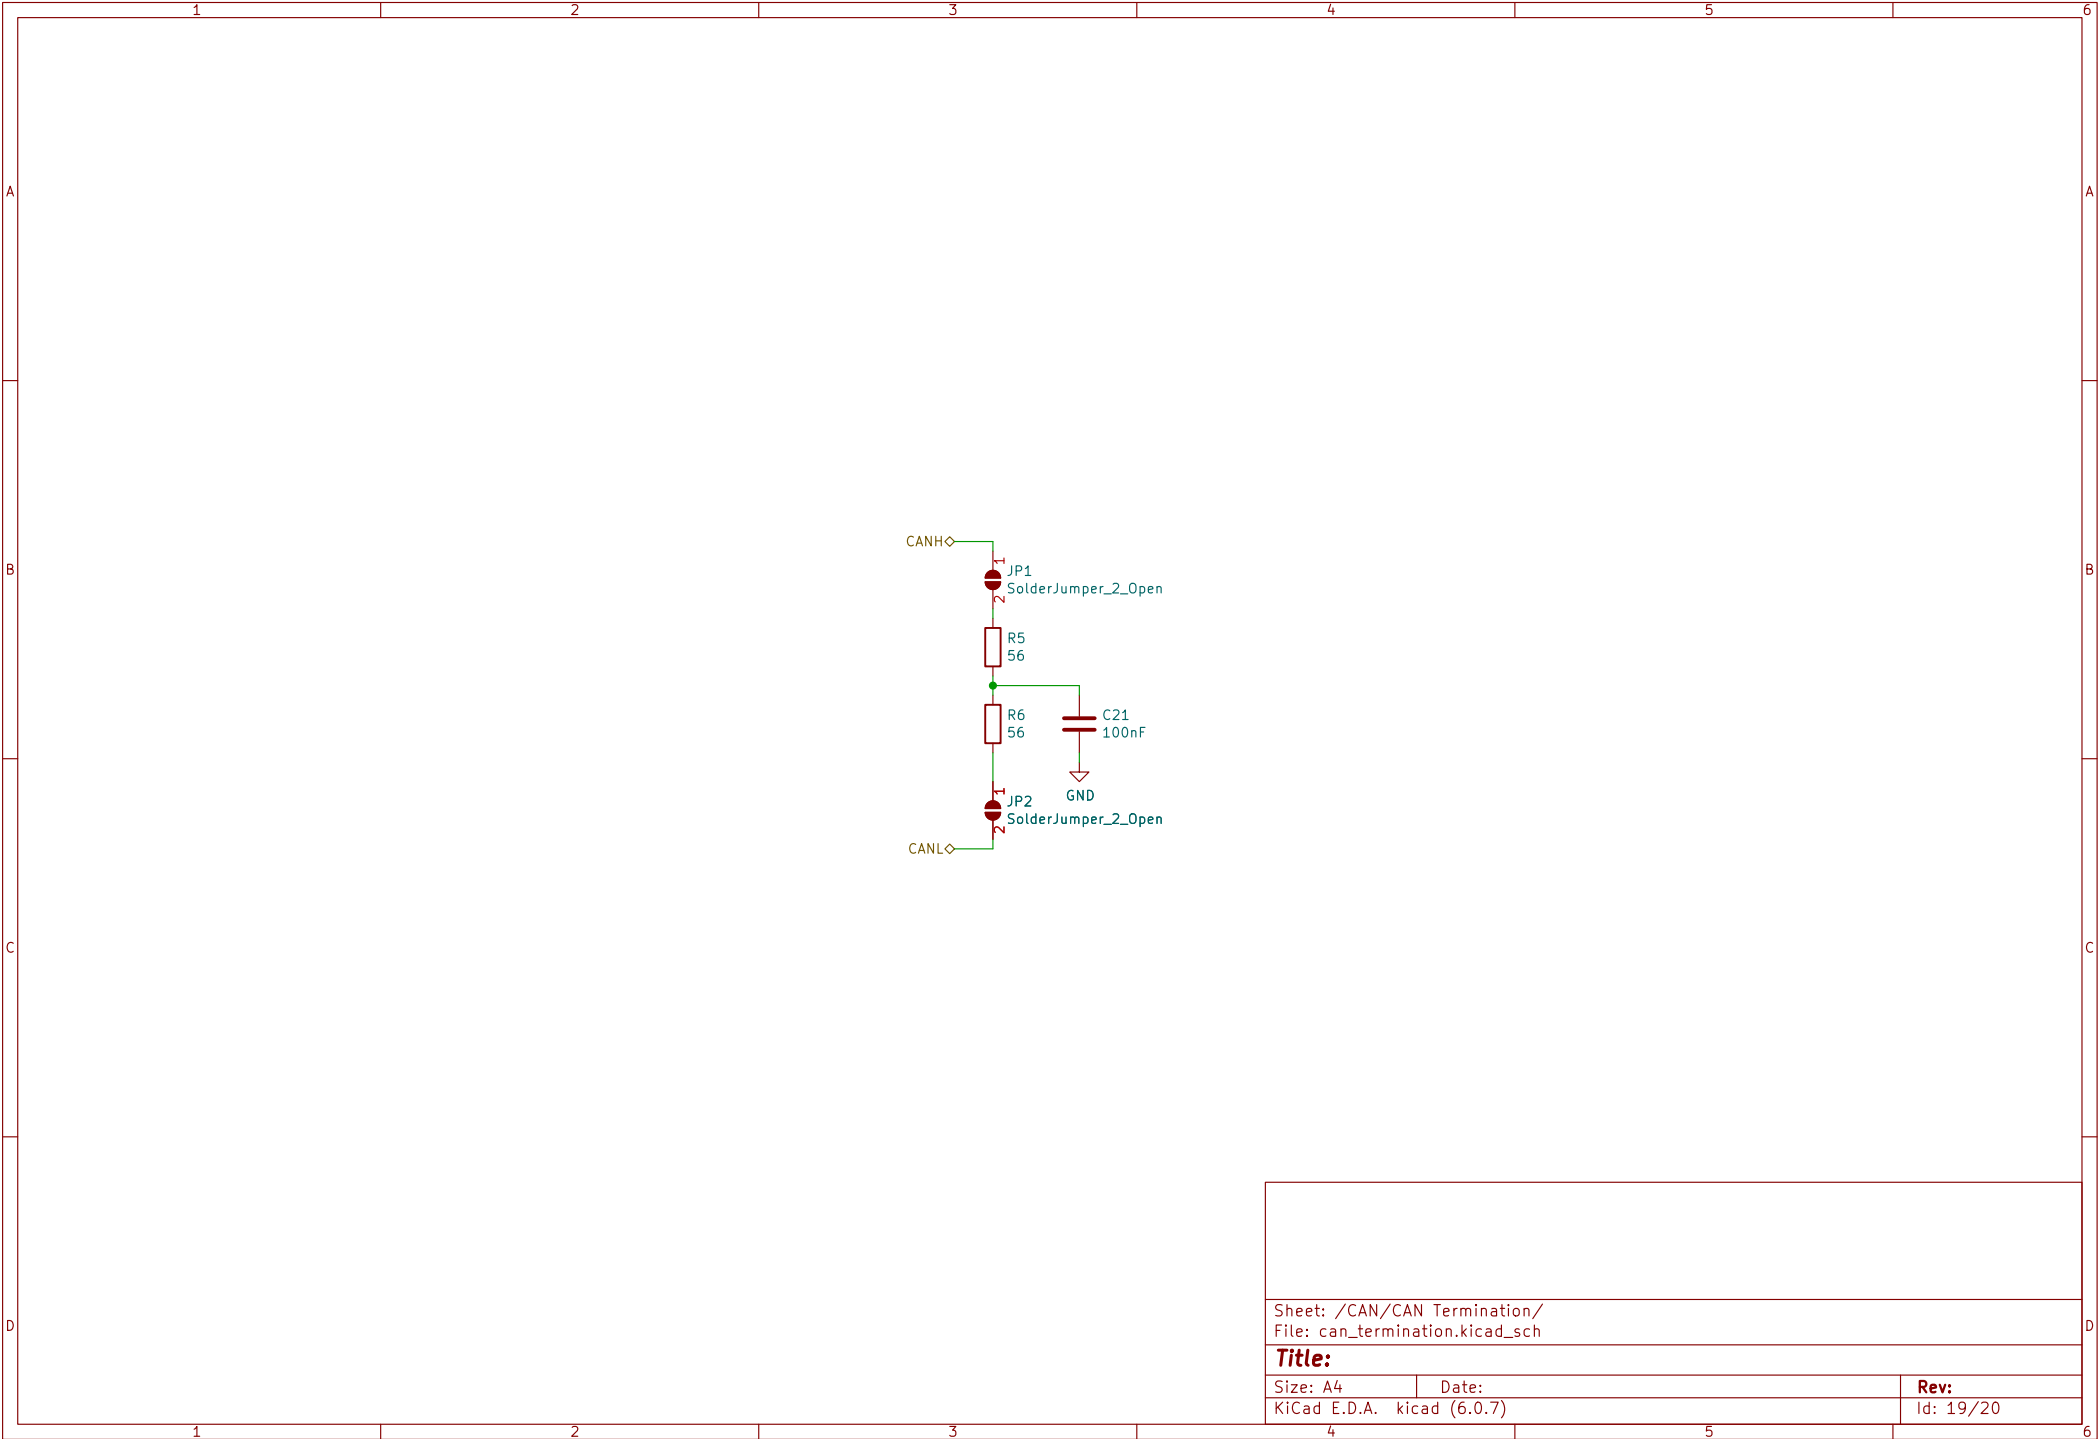 1 2 3 4 5 6
A A
CANH
1
JP1
B B
SolderJumper_2_Open
2
R5
56
R6
56
C21
100nF
1
GND
JP2
SolderJumper_2_Open
2
CANL
C C
Sheet: /CAN/CAN Termination/
File: can_termination.kicad_sch
D D
Title:
Size: A4 Date: Rev:
KiCad E.D.A. kicad (6.0.7) Id: 19/20
1 2 3 4 5 6